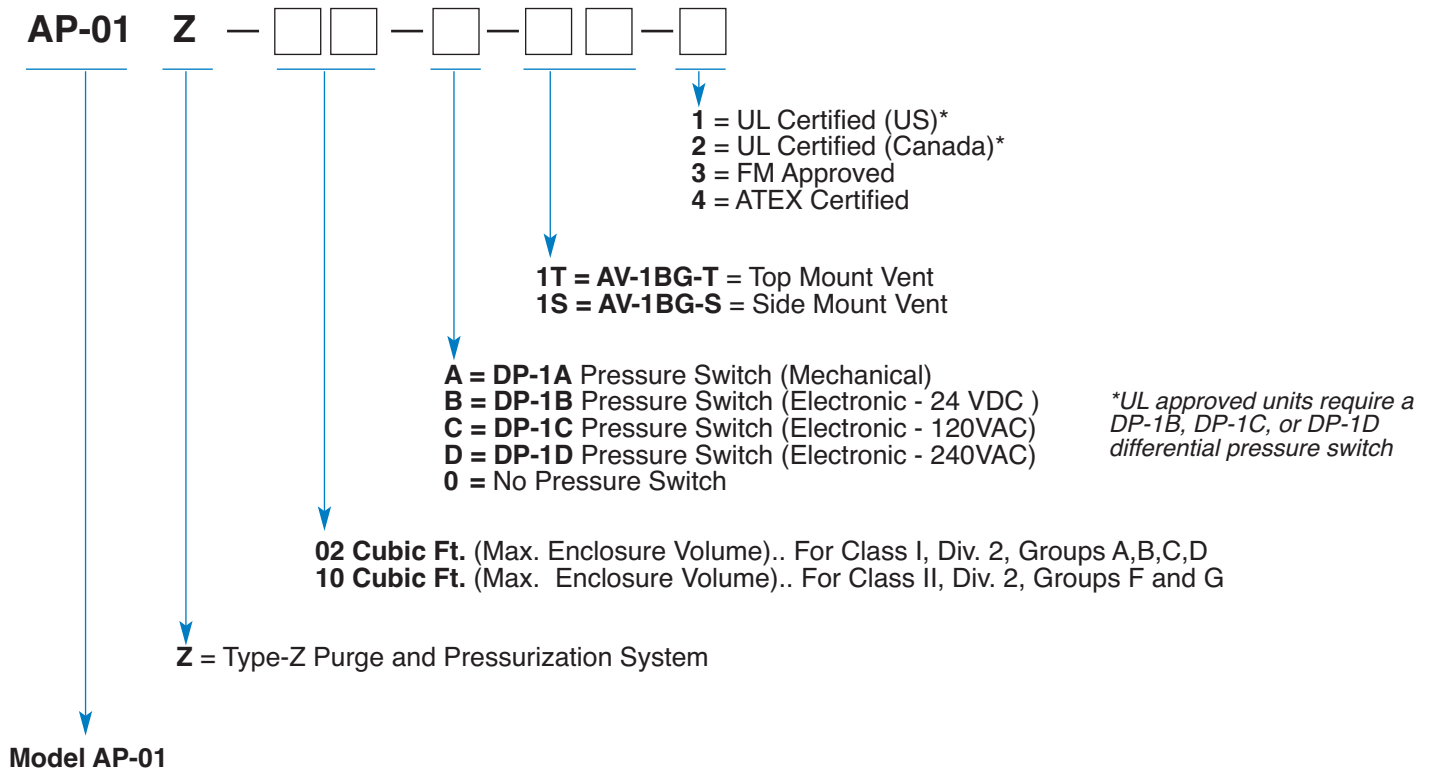 AP-01 Z — — — —
1 = UL Certified (US)*
2 = UL Certified (Canada)*
3 = FM Approved
4 = ATEX Certified
1T = AV-1BG-T = Top Mount Vent
1S = AV-1BG-S = Side Mount Vent
A = DP-1A Pressure Switch (Mechanical)
B = DP-1B Pressure Switch (Electronic - 24 VDC )
C = DP-1C Pressure Switch (Electronic - 120VAC)
D = DP-1D Pressure Switch (Electronic - 240VAC)
0 = No Pressure Switch
*UL approved units require a
DP-1B, DP-1C, or DP-1D
differential pressure switch
02 Cubic Ft. (Max. Enclosure Volume).. For Class I, Div. 2, Groups A,B,C,D
10 Cubic Ft. (Max. Enclosure Volume).. For Class II, Div. 2, Groups F and G
Z = Type-Z Purge and Pressurization System
Model AP-01